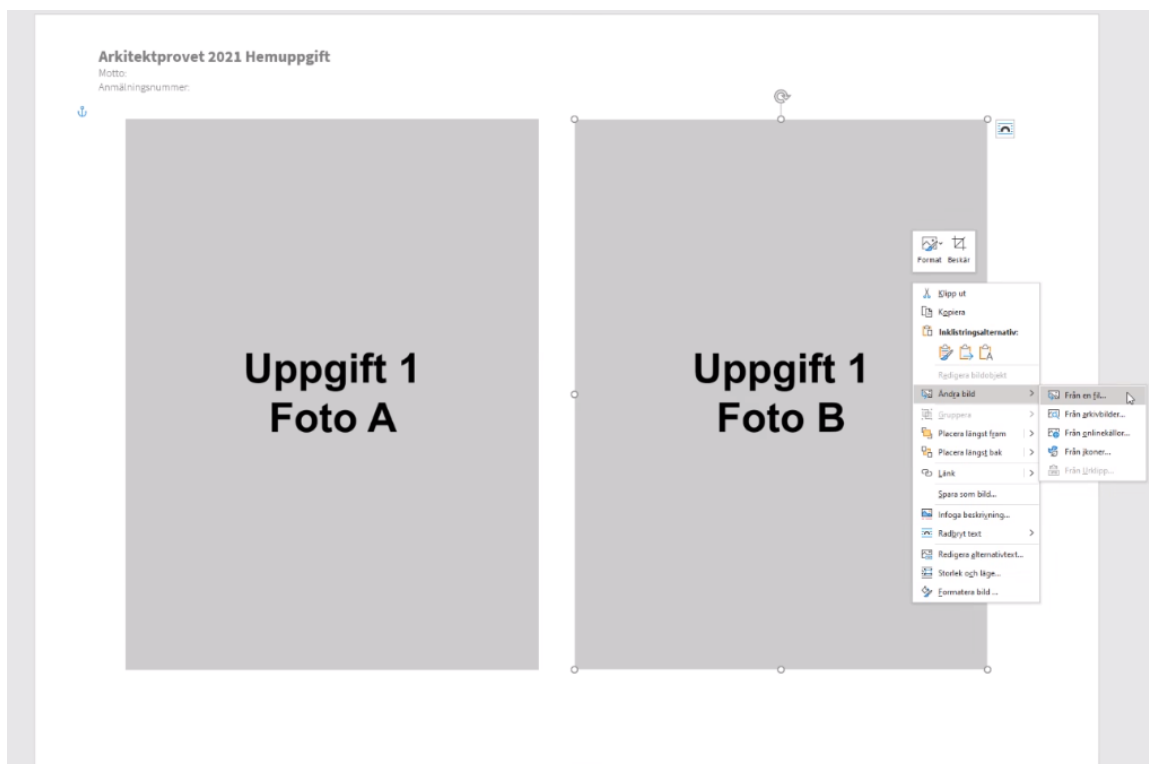 Arkitektprovet 2021 Hemuppgift
Motto:
Anmälningsnummer:
Uppgift 1
Foto A
Uppgift 1
Foto B
Format Beskär
Klipp ut
Kopiera
Inklistringsalternativ:
Redigera bildobjekt
Ändra bild
Gruppera
Placera längst fram
Placera längst bak
Länk
Spara som bild...
Infoga beskrivning...
Radbryt text
Redigera alternativtext...
Storlek och läge...
Formatera bild ...
Från en fil...
Från arkivbilder...
Från onlinekällor...
Från ikoner...
Från Urklipp...